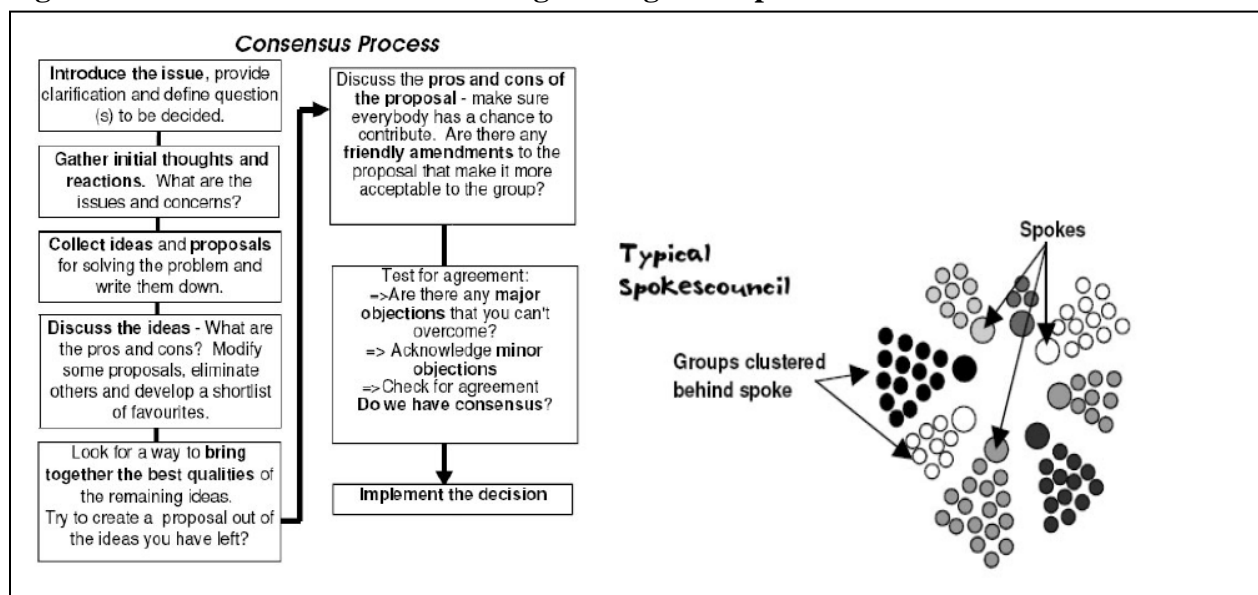 Consensus Process
Introduce the issue, provide
clarification and define question
(s) to be decided.
Gather initial thoughts and
reactions. What are the
issues and concerns?
Collect ideas and proposals
for solving the problem and
write them down.
Discuss the ideas - What are
the pros and cons? Modify
some proposals, eliminate
others and develop a shortlist
of favourites.
Look for a way to bring
together the best qualities of
the remaining ideas.
Try to create a proposal out of
the ideas you have left?
Discuss the pros and cons of
the proposal - make sure
everybody has a chance to
contribute. Are there any
friendly amendments to the
proposal that make it more
acceptable to the group?
Test for agreement:
=>Are there any major
objections that you can't
overcome?
=> Acknowledge minor
objections
=>Check for agreement
Do we have consensus?
Implement the decision
Typical
Spokescouncil
Spokes
Groups clustered
behind spoke